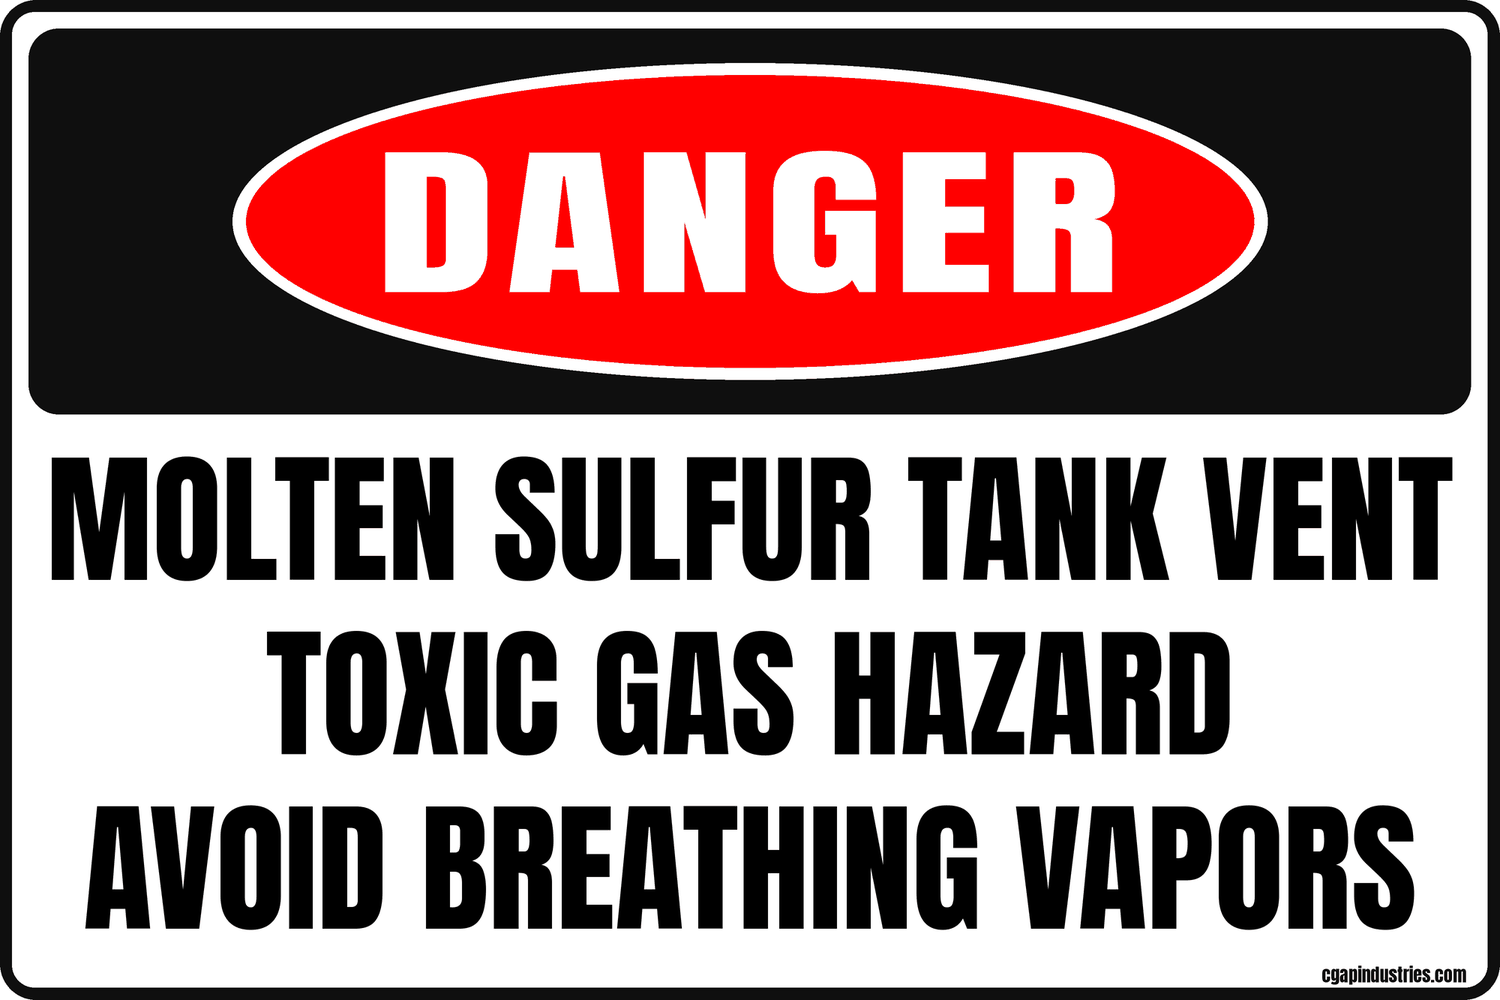 DANGER
MOLTEN SULFUR TANK VENT
TOXIC GAS HAZARD
AVOID BREATHING VAPORS
cgapindustries.com